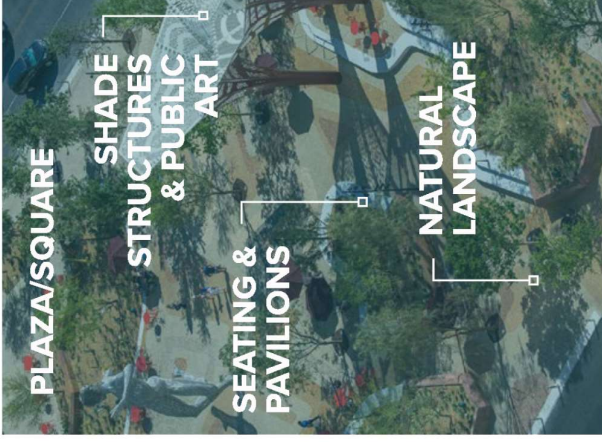 PLAZA/SQUARE
SHADE
STRUCTURES
& PUBLIC
ART
SEATING &
PAVILIONS
NATURAL
LANDSCAPE